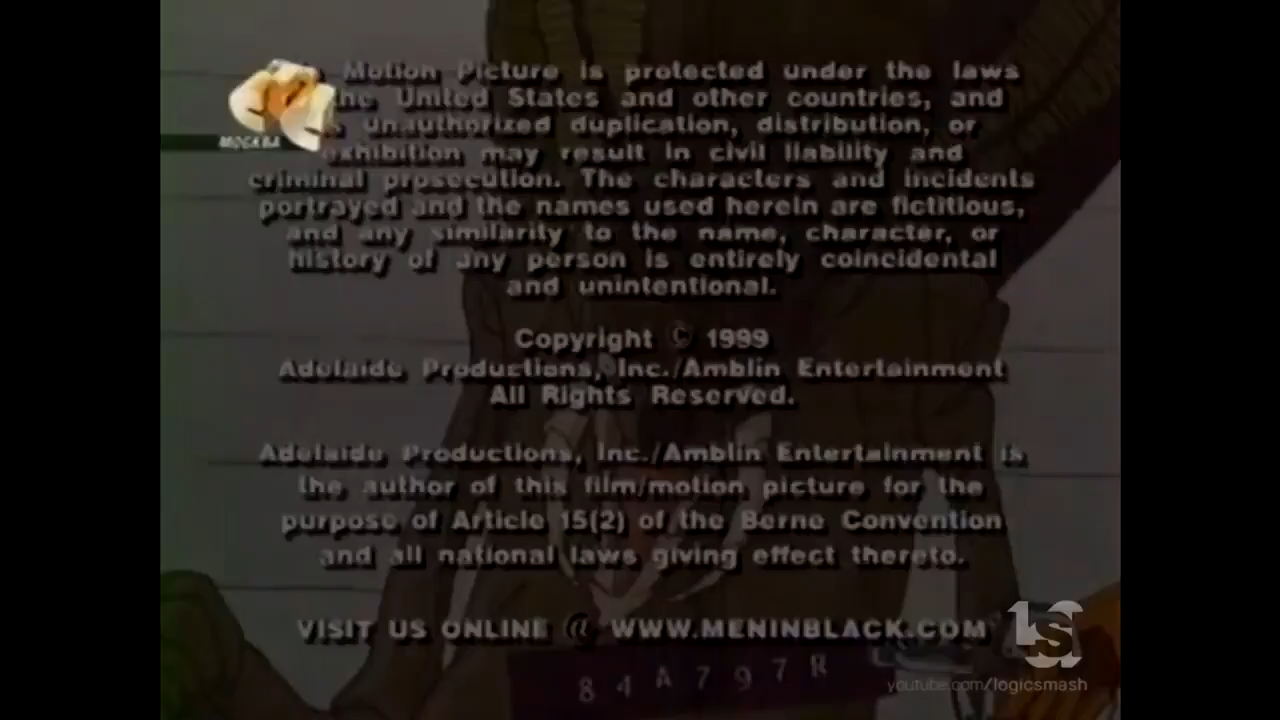 Motion Picture is protected under the laws
the United States and other countries, and
unauthorized duplication, distribution, or
exhibition may result in civil liability and
criminal prosecution. The characters and incidents
portrayed and the names used herein are fictitious,
and any similarity to the name, character, or
history of any person is entirely coincidental
and unintentional.
Copyright © 1999
Adelaide Productions, Inc./Amblin Entertainment
All Rights Reserved.
Adelaide Productions, Inc./Amblin Entertainment is
the author of this film/motion picture for the
purpose of Article 15(2) of the Berne Convention
and all national laws giving effect thereto.
VISIT US ONLINE @ WWW.MENINBLACK.COM
84A797R
МОСКВА
LS
youtube.com/logicsmash